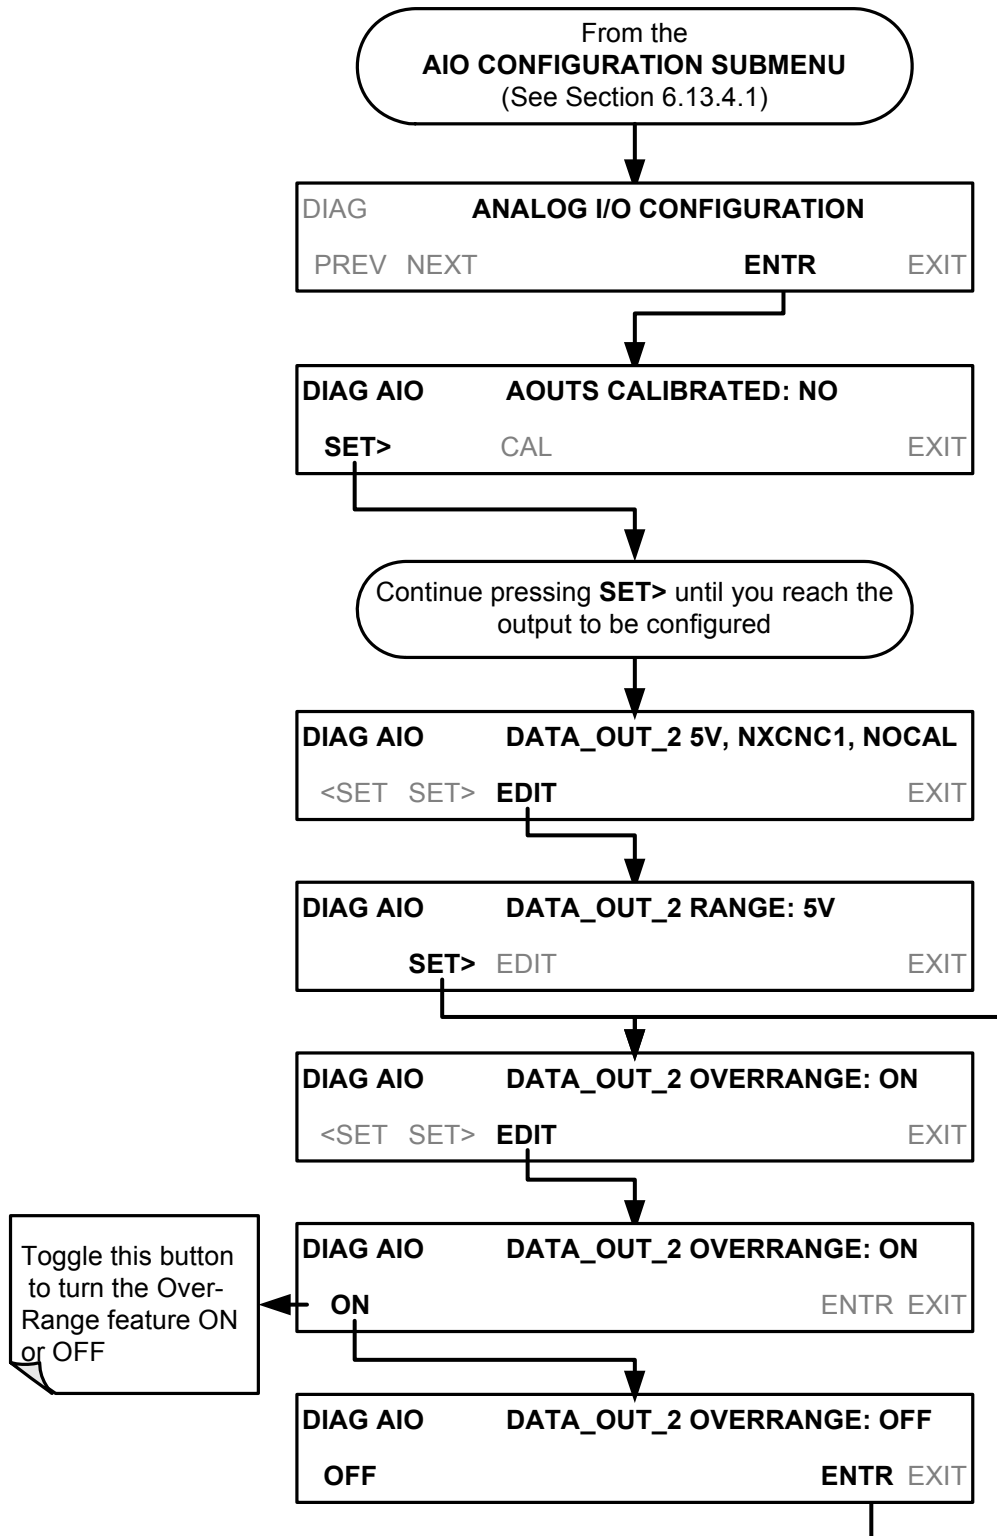 From the
AIO CONFIGURATION SUBMENU
(See Section 6.13.4.1)
DIAG ANALOG I/O CONFIGURATION
PREV NEXT ENTR EXIT
DIAG AIO AOUTS CALIBRATED: NO
SET> CAL EXIT
Continue pressing SET> until you reach the
output to be configured
DIAG AIO DATA_OUT_2 5V, NXCNC1, NOCAL
<SET SET> EDIT EXIT
DIAG AIO DATA_OUT_2 RANGE: 5V
SET> EDIT EXIT
DIAG AIO DATA_OUT_2 OVERRANGE: ON
<SET SET> EDIT EXIT
Toggle this button
to turn the Over-
Range feature ON
or OFF
DIAG AIO DATA_OUT_2 OVERRANGE: ON
ON ENTR EXIT
DIAG AIO DATA_OUT_2 OVERRANGE: OFF
OFF ENTR EXIT